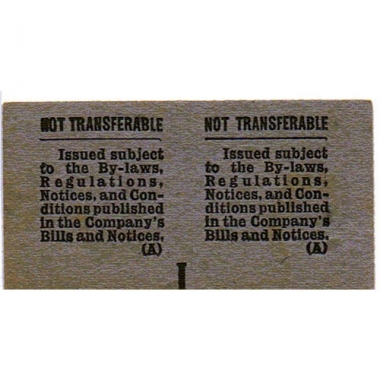 NOT TRANSFERABLE
Issued subject
to the By-laws,
Regulations,
Notices, and Con-
ditions published
in the Company's
Bills and Notices.
(A)
NOT TRANSFERABLE
Issued subject
to the By-laws,
Regulations,
Notices, and Con-
ditions published
in the Company's
Bills and Notices.
(A)